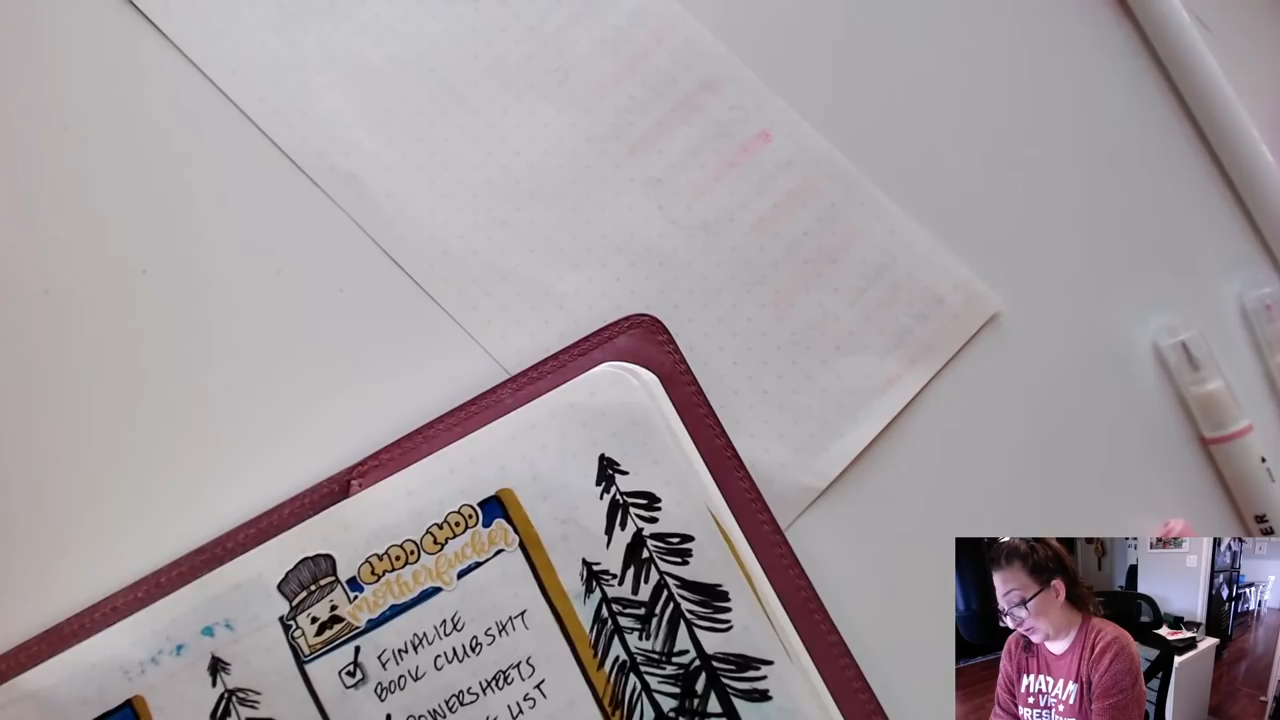 CHOO CHOO
motherfucker
FINALIZE
BOOK CLUB SHIT
POWERSHEETS
LIST
MADAM
VICE
PRESIDENT